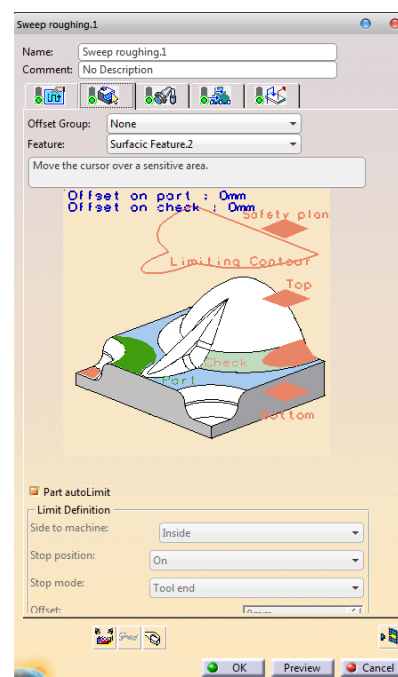 Sweep roughing.1
Name: Sweep roughing.1
Comment: No Description
Offset Group: None
Feature: Surfacic Feature.2
Move the cursor over a sensitive area.
Offset on part : 0mm
Offset on check : 0mm
Safety plan
Limiting Contour
Top
Check
Part
Bottom
Part autoLimit
Limit Definition
Side to machine: Inside
Stop position: On
Stop mode: Tool end
Offset: 0mm
OK Preview Cancel